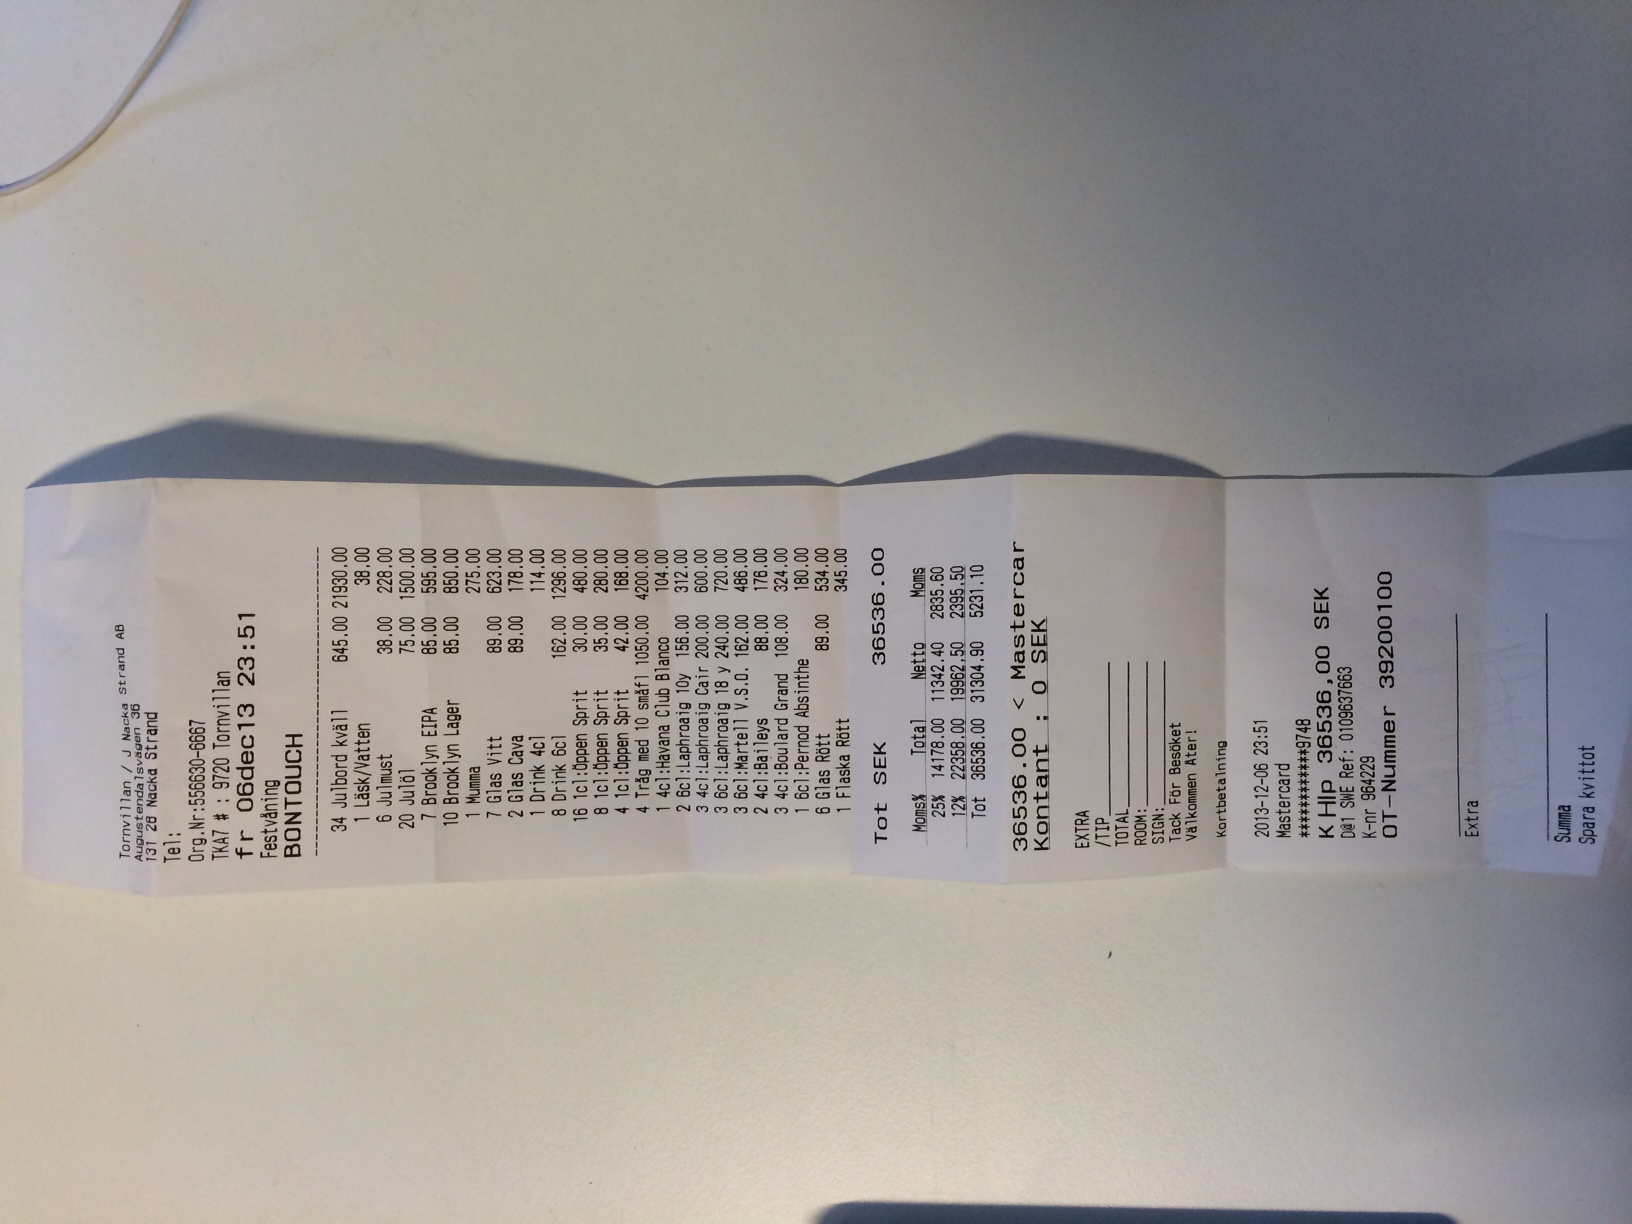 Tornvillan / J Nacka Strand AB
Augustendalsvägen 36
131 28 Nacka Strand
Tel:
Org.Nr:556630-6667
TKA7 # : 9720 Tornvillan
fr 06dec13 23:51
Festvåning
BONTOUCH
---------------------------------------
34 Julbord kväll 645.00 21930.00
1 Läsk/Vatten 38.00
6 Julmust 38.00 228.00
20 Julöl 75.00 1500.00
7 Brooklyn EIPA 85.00 595.00
10 Brooklyn Lager 85.00 850.00
1 Mumma 275.00
7 Glas Vitt 89.00 623.00
2 Glas Cava 89.00 178.00
1 Drink 4cl 114.00
8 Drink 6cl 162.00 1296.00
16 1cl:Öppen Sprit 30.00 480.00
8 1cl:Öppen Sprit 35.00 280.00
4 1cl:Öppen Sprit 42.00 168.00
4 Tråg med 10 småfl 1050.00 4200.00
1 4cl:Havana Club Blanco 104.00
2 6cl:Laphroaig 10y 156.00 312.00
3 4cl:Laphroaig Cair 200.00 600.00
3 6cl:Laphroaig 18 y 240.00 720.00
3 6cl:Martell V.S.O. 162.00 486.00
2 4cl:Baileys 88.00 176.00
3 4cl:Boulard Grand 108.00 324.00
1 6cl:Pernod Absinthe 180.00
6 Glas Rött 89.00 534.00
1 Flaska Rött 345.00
Tot SEK 36536.00
Moms% Total Netto Moms
25% 14178.00 11342.40 2835.60
12% 22358.00 19962.50 2395.50
Tot 36536.00 31304.90 5231.10
36536.00 < Mastercar
Kontant : 0 SEK
EXTRA
/TIP____________________
TOTAL___________________
ROOM:___________________
SIGN:___________________
Tack För Besöket
Välkommen Åter!
Kortbetalning
2013-12-06 23:51
Mastercard
************9748
K Hlp 36536,00 SEK
D@1 SWE Ref: 0109637663
K-nr 964229
OT-Nummer 39200100
Extra
Summa
Spara kvittot